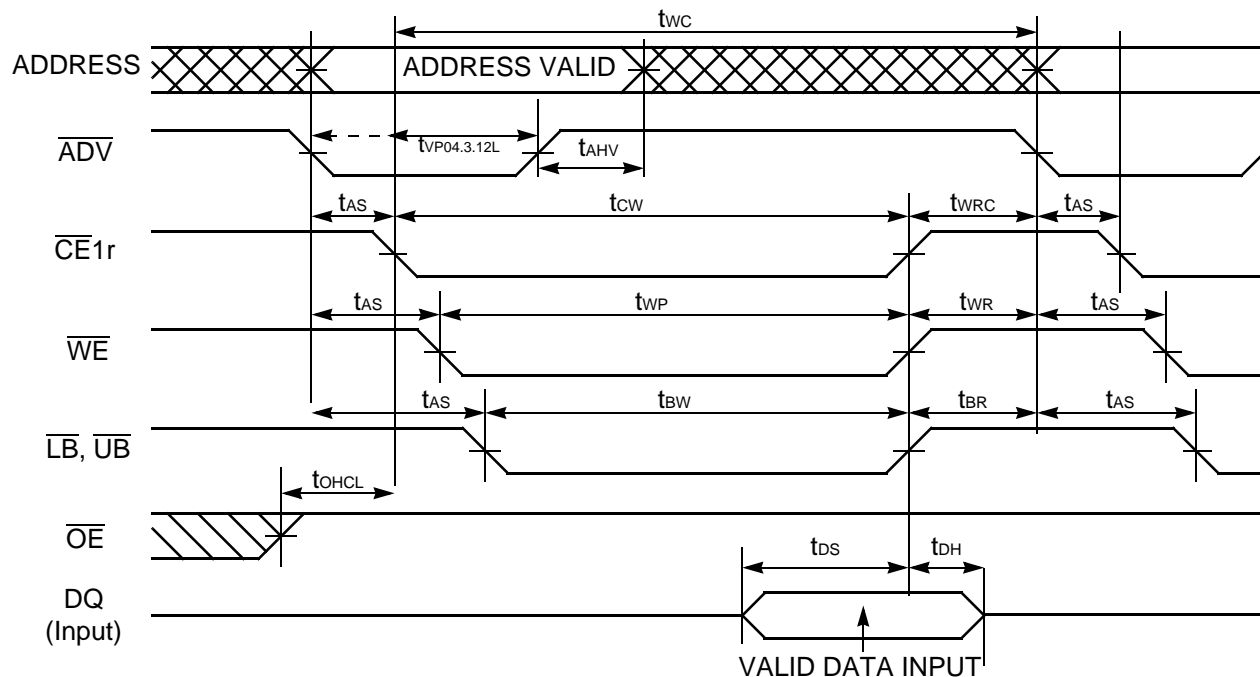 tWC
ADDRESS
ADDRESS VALID
ADV
tVP04.3.12L
tAHV
tAS
tCW
tWRC
tAS
CE1r
tAS
tWP
tWR
tAS
WE
tAS
tBW
tBR
tAS
LB, UB
tOHCL
OE
tDS
tDH
DQ
(Input)
VALID DATA INPUT